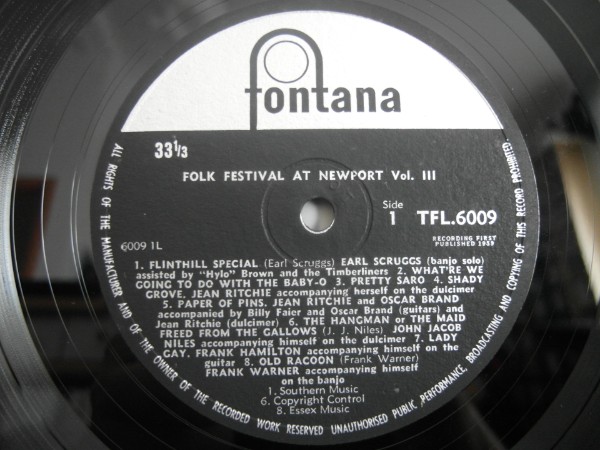 fontana
33 1/3
FOLK FESTIVAL AT NEWPORT Vol. III
Side
1 TFL.6009
RECORDING FIRST
PUBLISHED 1959
6009 1L
1. FLINTHILL SPECIAL (Earl Scruggs) EARL SCRUGGS (banjo solo)
assisted by "Hylo" Brown and the Timberliners 2. WHAT'RE WE
GOING TO DO WITH THE BABY-O 3. PRETTY SARO 4. SHADY
GROVE. JEAN RITCHIE accompanying herself on the dulcimer
5. PAPER OF PINS. JEAN RITCHIE and OSCAR BRAND
accompanied by Billy Faier and Oscar Brand (guitars) and
Jean Ritchie (dulcimer) 6. THE HANGMAN or THE MAID
FREED FROM THE GALLOWS (J. J. Niles) JOHN JACOB
NILES accompanying himself on the dulcimer 7. LADY
GAY. FRANK HAMILTON accompanying himself on the
guitar 8. OLD RACOON (Frank Warner)
FRANK WARNER accompanying himself
on the banjo
1. Southern Music
6. Copyright Control
8. Essex Music
ALL RIGHTS OF THE MANUFACTURER AND OF THE OWNER OF THE RECORDED WORK RESERVED UNAUTHORISED PUBLIC PERFORMANCE, BROADCASTING AND COPYING OF THIS RECORD PROHIBITED.